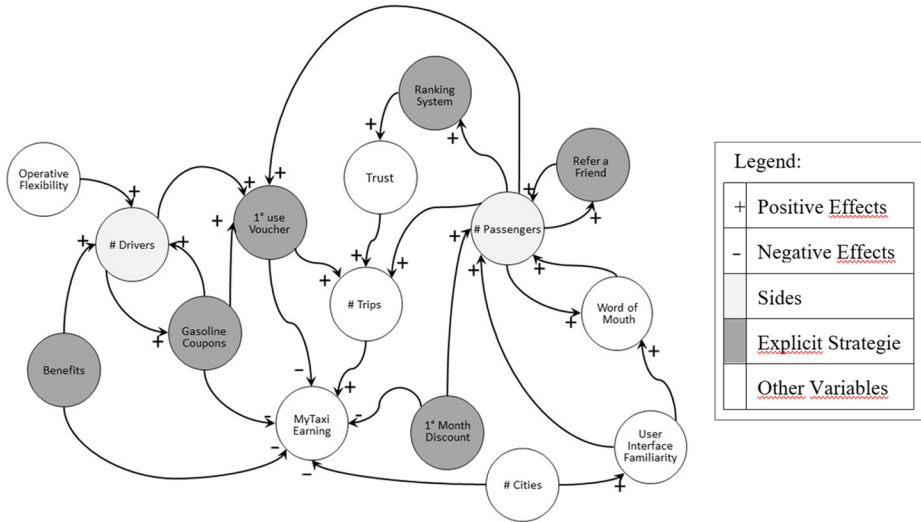 Ranking
System
+
+
Refer a
Friend
+
+
Operative
Flexibility
+
Trust
+
+
+
1° use
Voucher
+
# Drivers
+
+
+
# Passengers
+
+
+
+
+
+
# Trips
Word of
Mouth
+
+
Gasoline
Coupons
Benefits
-
+
+
-
-
MyTaxi
Earning
-
-
1° Month
Discount
User
Interface
Familiarity
# Cities
+
Legend:
+ Positive Effects
- Negative Effects
Sides
Explicit Strategie
Other Variables